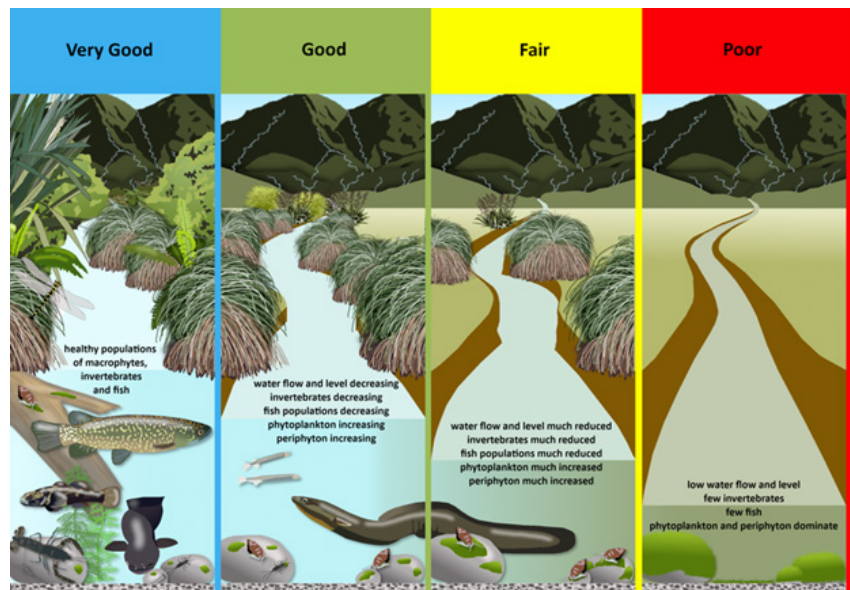 Very Good
Good
Fair
Poor
healthy populations
of macrophytes,
invertebrates
and fish
water flow and level decreasing
invertebrates decreasing
fish populations decreasing
phytoplankton increasing
periphyton increasing
water flow and level much reduced
invertebrates much reduced
fish populations much reduced
phytoplankton much increased
periphyton much increased
low water flow and level
few invertebrates
few fish
phytoplankton and periphyton dominate